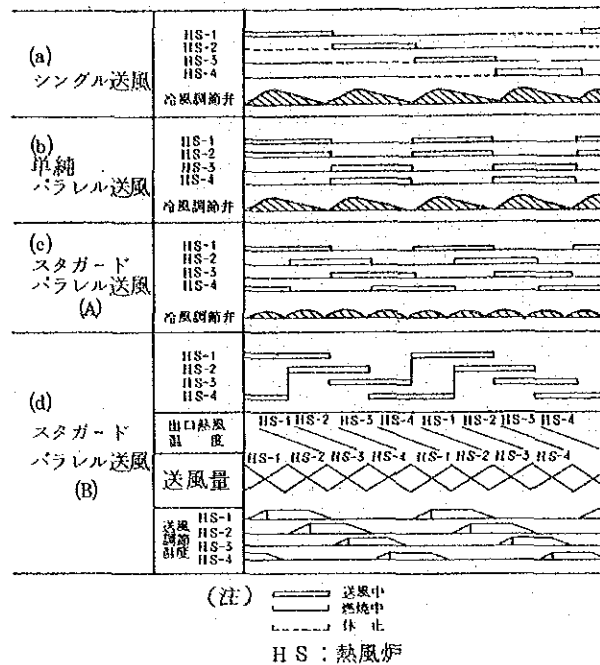 (a)
シングル送風
HS-1
HS-2
HS-3
HS-4
冷風調節弁
(b)
単純
パラレル送風
HS-1
HS-2
HS-3
HS-4
冷風調節弁
(c)
スタガード
パラレル送風
(A)
HS-1
HS-2
HS-3
HS-4
冷風調節弁
(d)
スタガード
パラレル送風
(B)
HS-1
HS-2
HS-3
HS-4
出口熱風
温 度
HS-1 HS-2 HS-3 HS-4 HS-1 HS-2 HS-3 HS-4
送風量
HS-1 HS-2 HS-3 HS-4 HS-1 HS-2 HS-3 HS-4
送風
調節
温度
HS-1
HS-2
HS-3
HS-4
(注)
送風中
燃焼中
休 止
HS:熱風炉